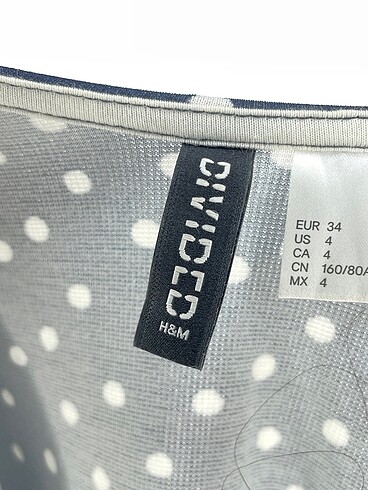 DIVIDED
H&M
EUR 34
US 4
CA 4
CN 160/80A
MX 4